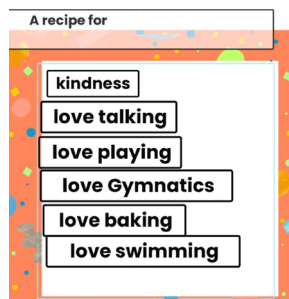 A recipe for
kindness
love talking
love playing
love Gymnatics
love baking
love swimming